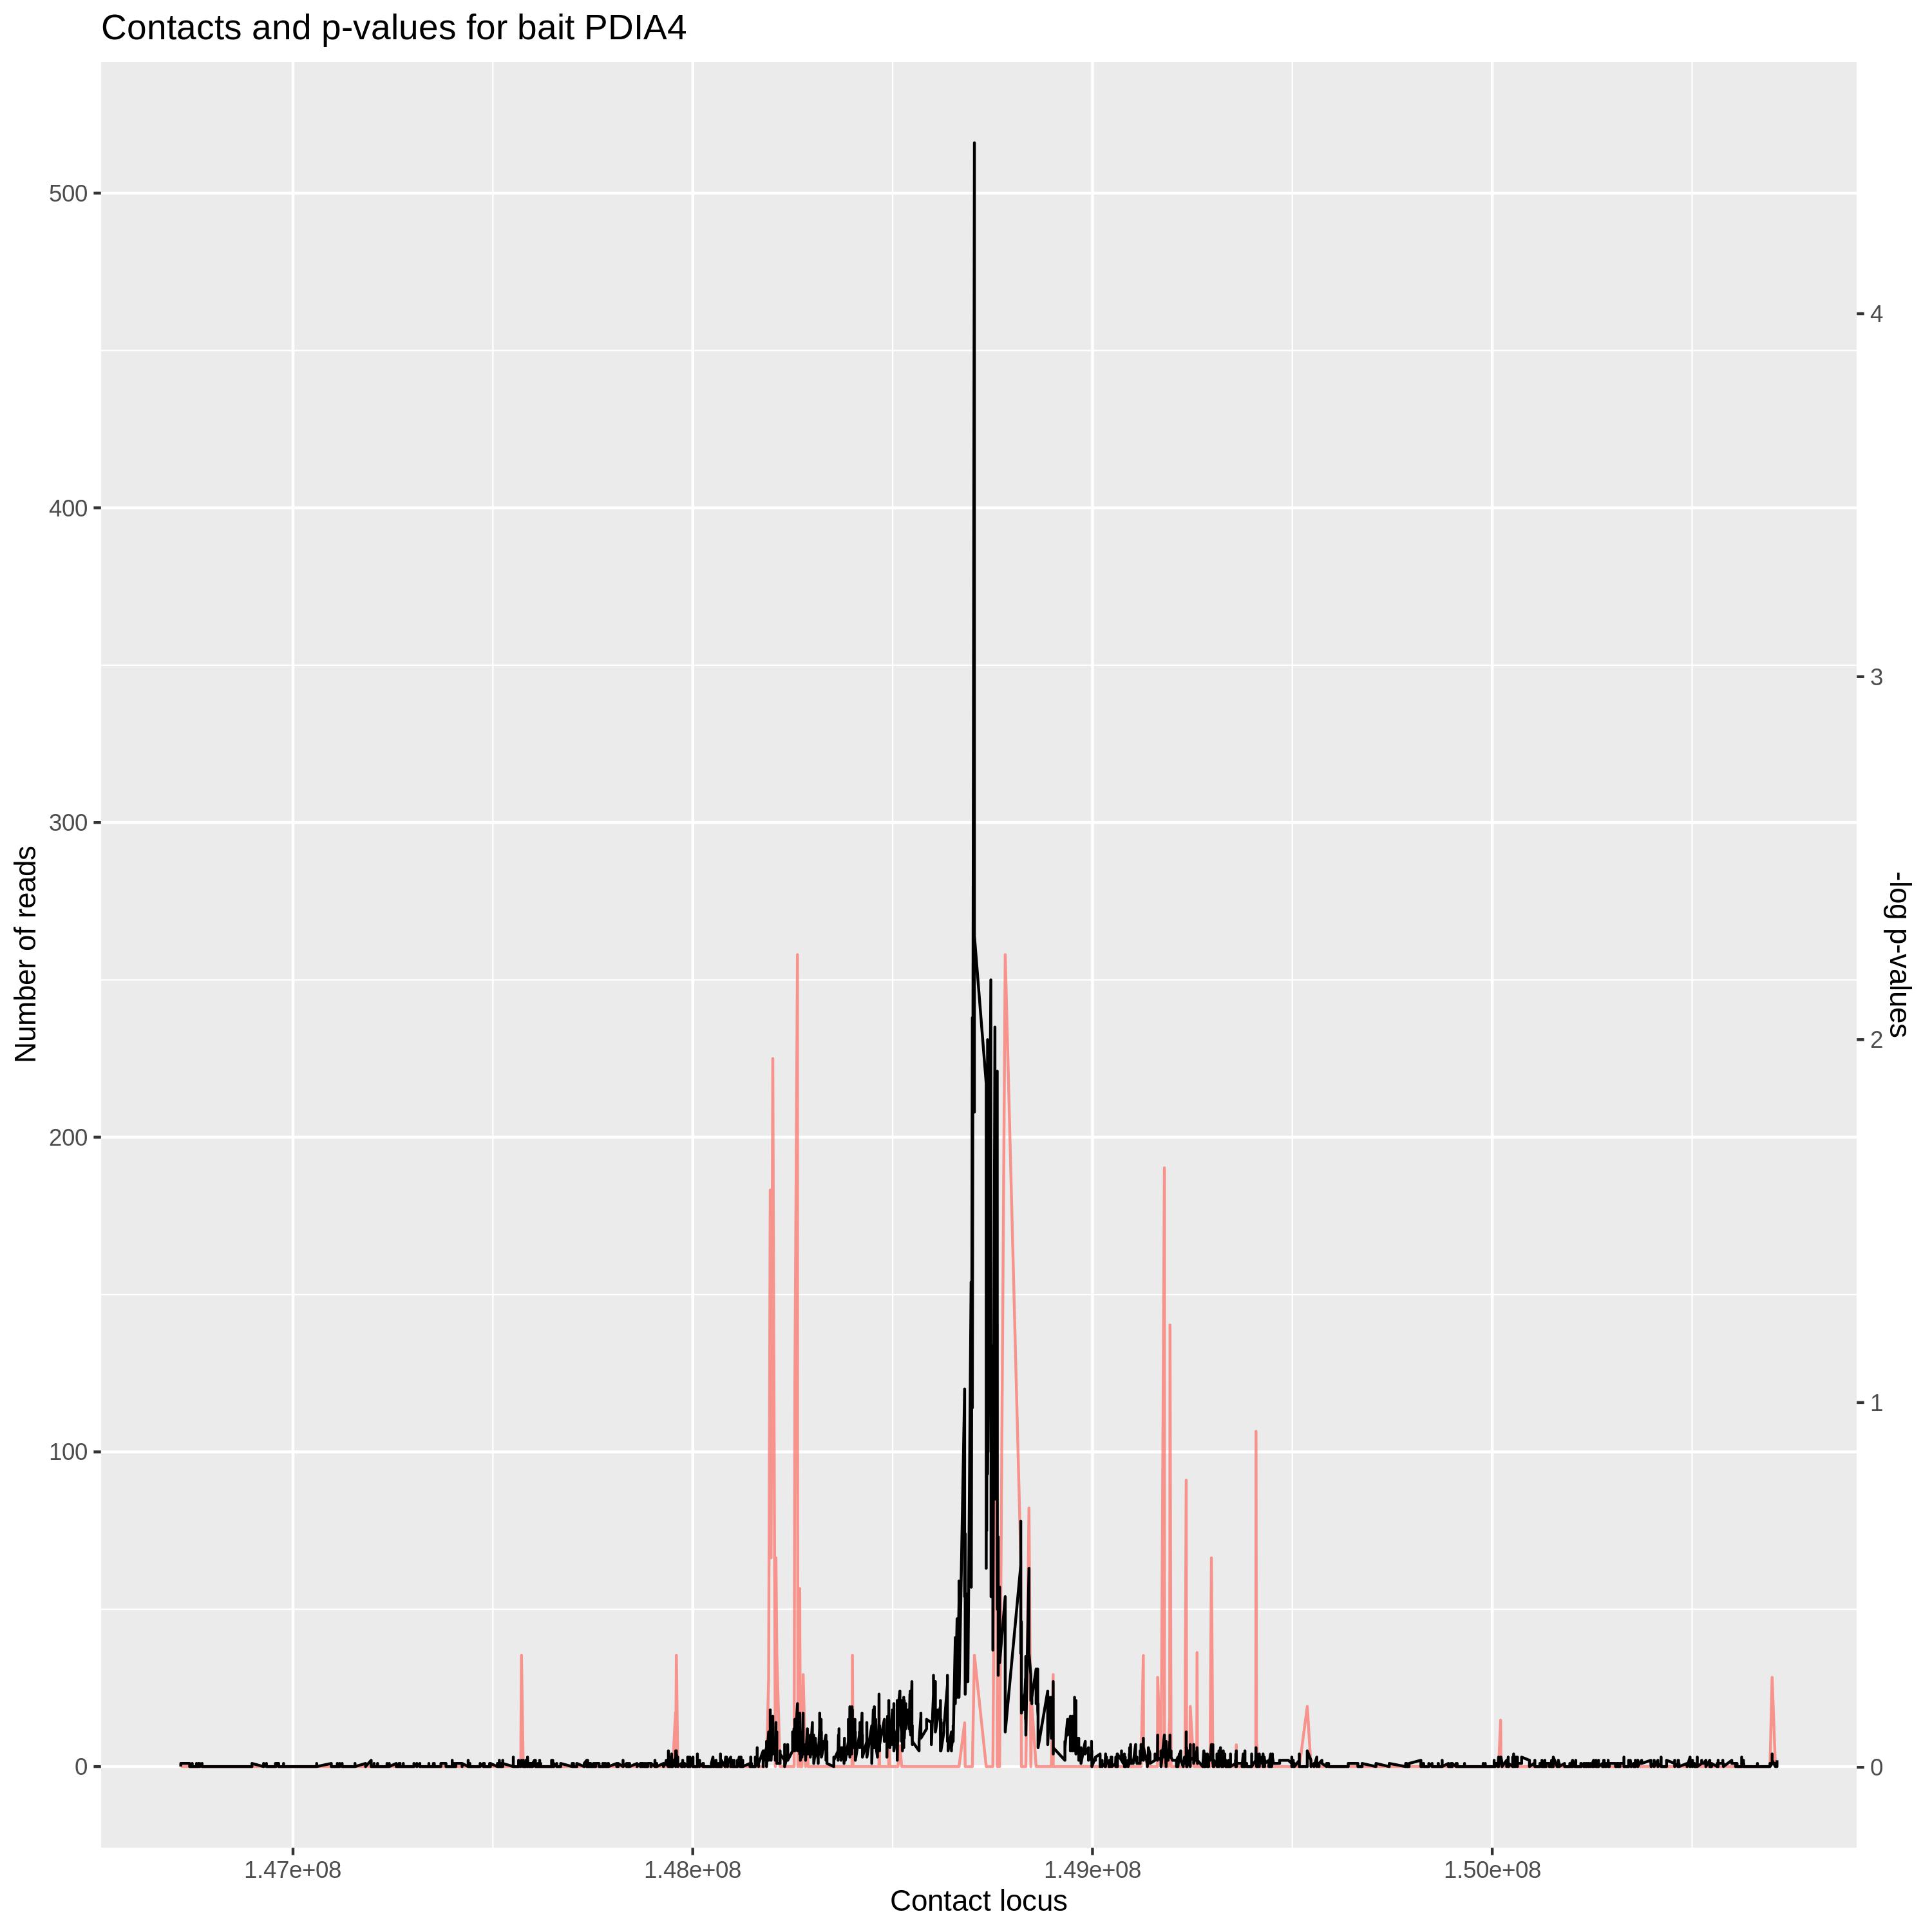 Contacts and p-values for bait PDIA4
Number of reads
500
400
300
200
100
0
4
3
2
1
0
-log p-values
1.47e+08
1.48e+08
1.49e+08
1.50e+08
Contact locus